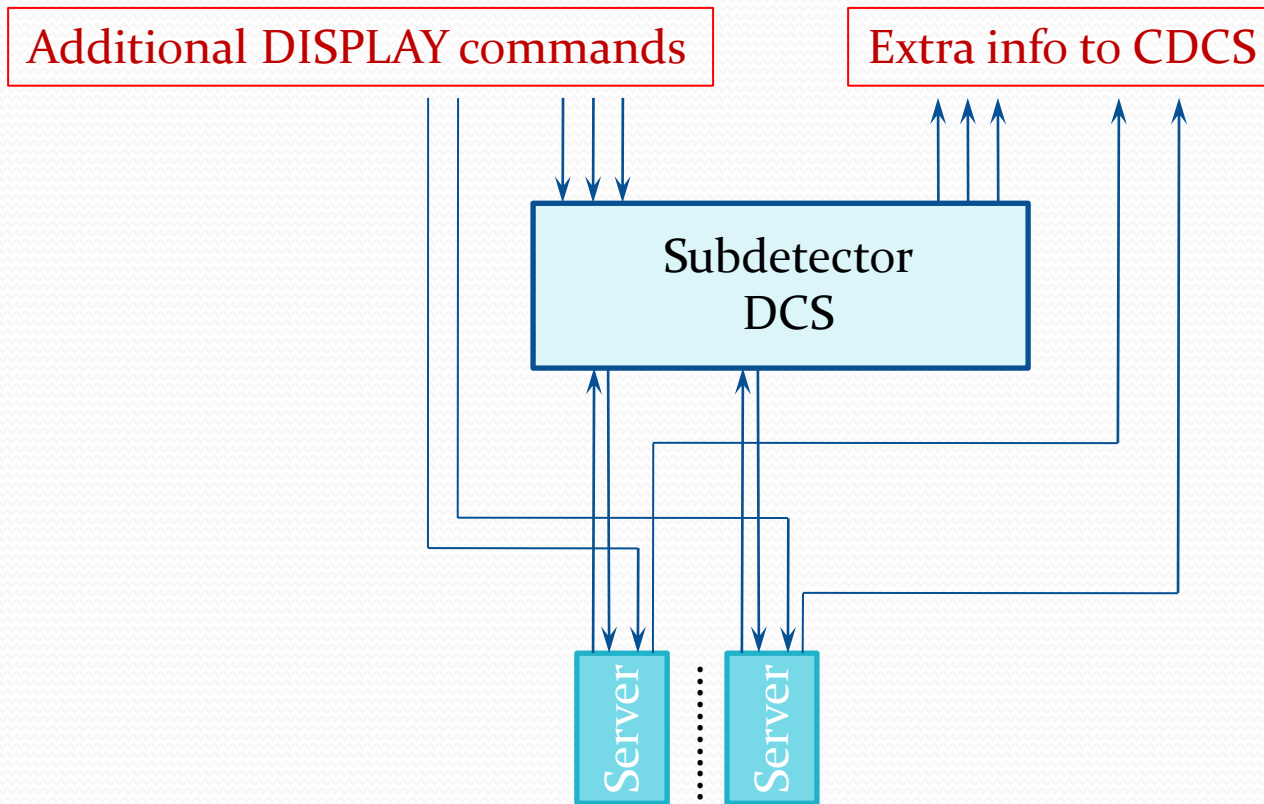 Additional DISPLAY commands
Extra info to CDCS
Subdetector
DCS
Server
Server